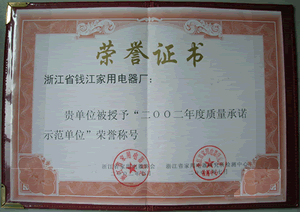 荣誉证书
浙江省钱江家用电器厂：
贵单位被授予“二〇〇二年度质量承诺
示范单位”荣誉称号